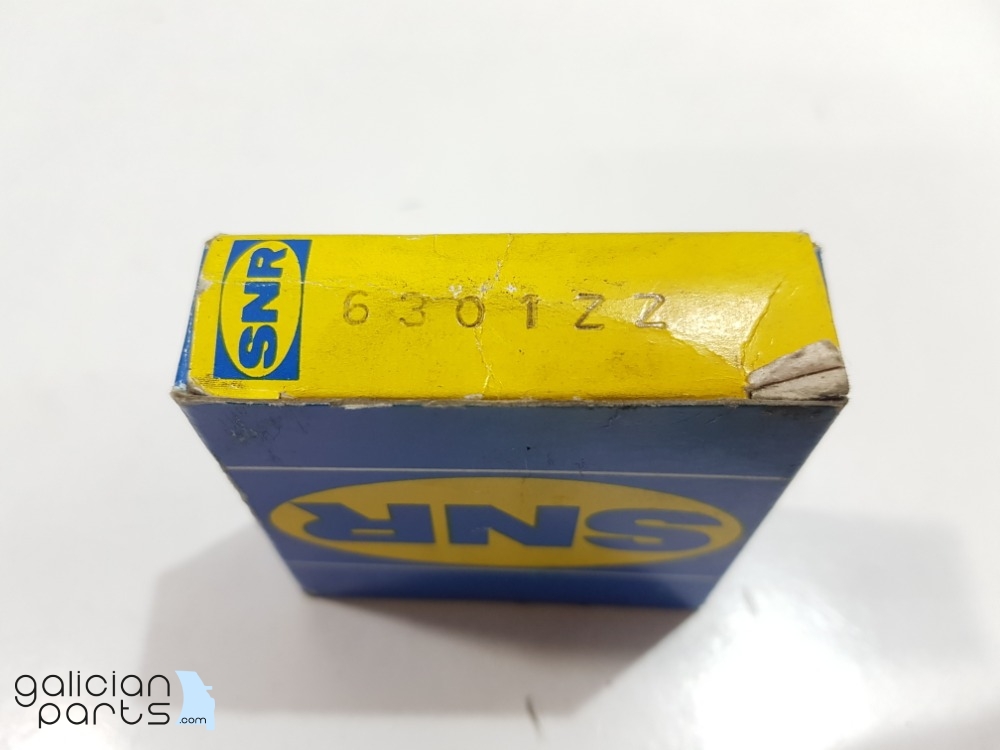 SNR
6301ZZ
SNR
galician
parts.com